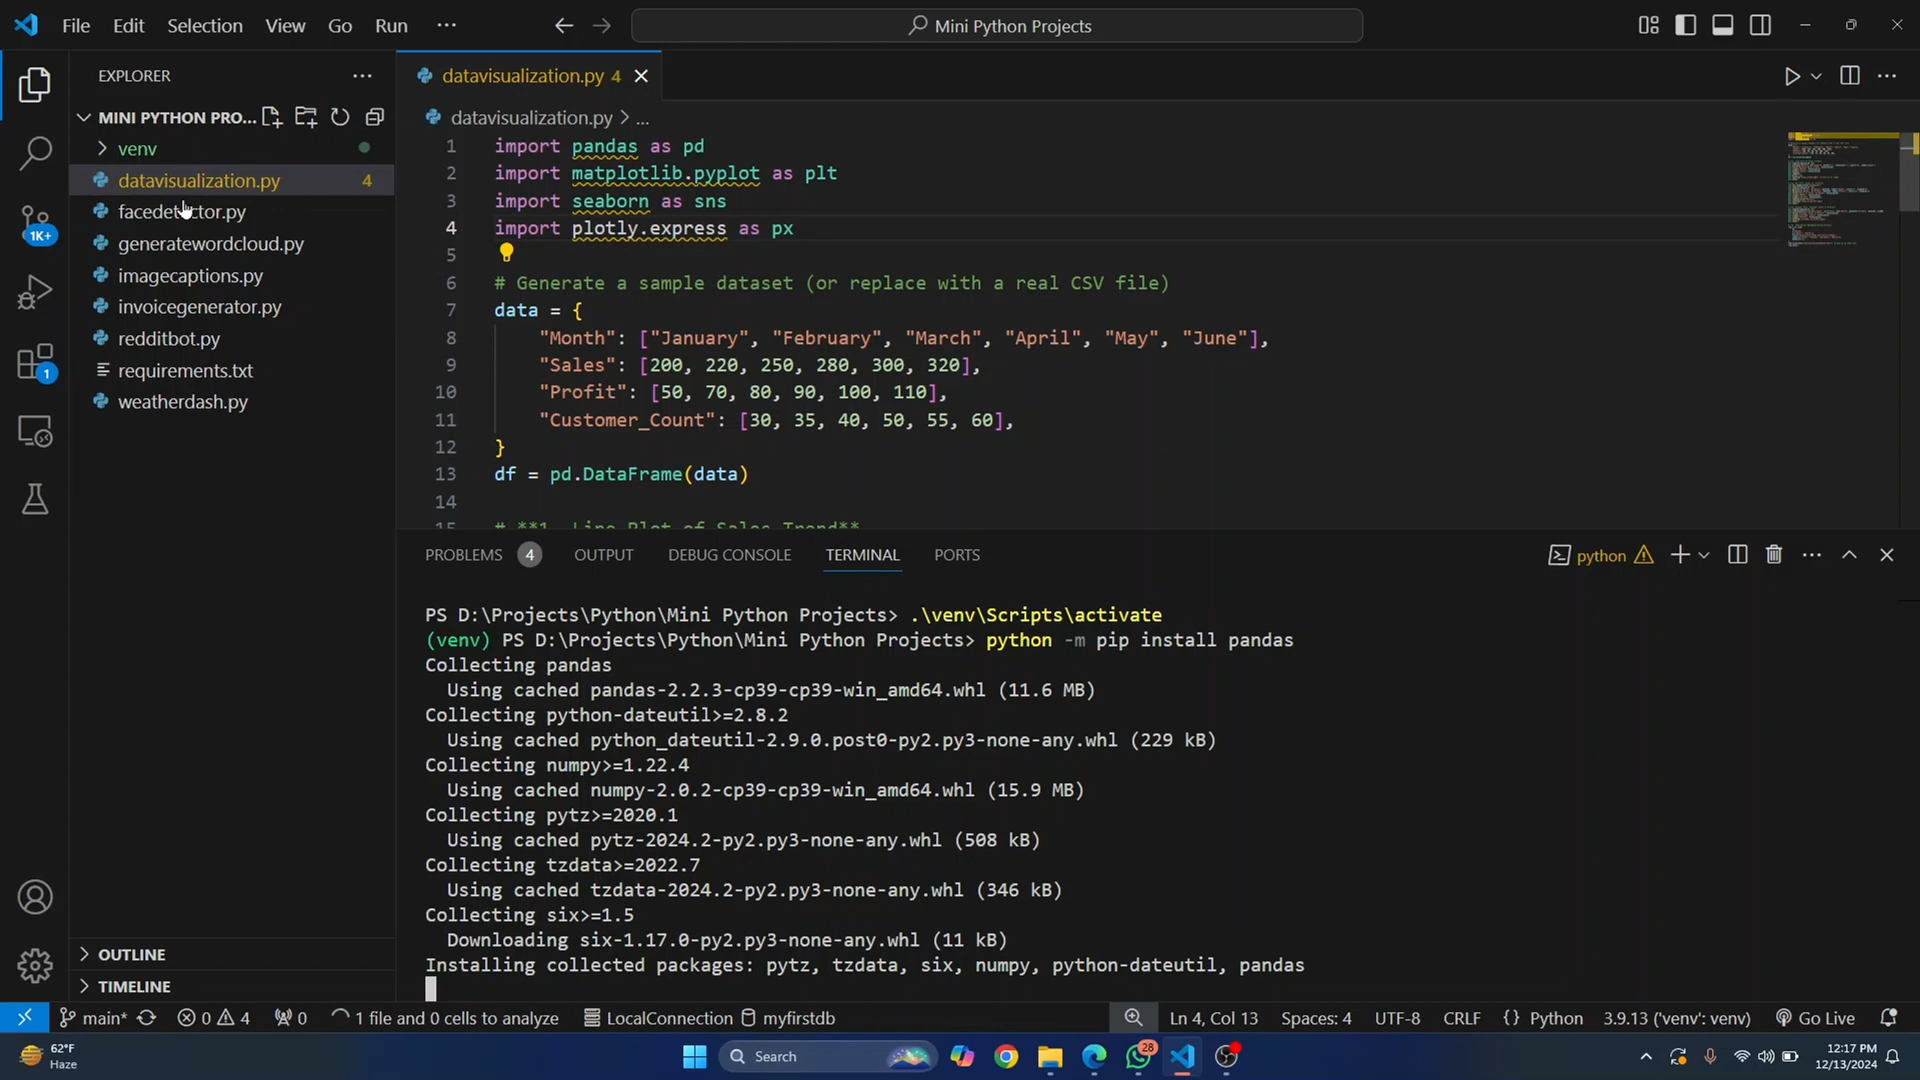 File Edit Selection View Go Run ··· Mini Python Projects
EXPLORER
MINI PYTHON PRO...
venv
datavisualization.py 4
facedetector.py
generatewordcloud.py
imagecaptions.py
invoicegenerator.py
redditbot.py
requirements.txt
weatherdash.py
OUTLINE
TIMELINE
1K+
1
datavisualization.py 4
datavisualization.py > ...
1 import pandas as pd
2 import matplotlib.pyplot as plt
3 import seaborn as sns
4 import plotly.express as px
5
6 # Generate a sample dataset (or replace with a real CSV file)
7 data = {
8 "Month": ["January", "February", "March", "April", "May", "June"],
9 "Sales": [200, 220, 250, 280, 300, 320],
10 "Profit": [50, 70, 80, 90, 100, 110],
11 "Customer_Count": [30, 35, 40, 50, 55, 60],
12 }
13 df = pd.DataFrame(data)
14
15 # **1. Line Plot of Sales Trend**
PROBLEMS 4 OUTPUT DEBUG CONSOLE TERMINAL PORTS python
PS D:\Projects\Python\Mini Python Projects> .\venv\Scripts\activate
(venv) PS D:\Projects\Python\Mini Python Projects> python -m pip install pandas
Collecting pandas
Using cached pandas-2.2.3-cp39-cp39-win_amd64.whl (11.6 MB)
Collecting python-dateutil>=2.8.2
Using cached python_dateutil-2.9.0.post0-py2.py3-none-any.whl (229 kB)
Collecting numpy>=1.22.4
Using cached numpy-2.0.2-cp39-cp39-win_amd64.whl (15.9 MB)
Collecting pytz>=2020.1
Using cached pytz-2024.2-py2.py3-none-any.whl (508 kB)
Collecting tzdata>=2022.7
Using cached tzdata-2024.2-py2.py3-none-any.whl (346 kB)
Collecting six>=1.5
Downloading six-1.17.0-py2.py3-none-any.whl (11 kB)
Installing collected packages: pytz, tzdata, six, numpy, python-dateutil, pandas
main* 0 4 0 1 file and 0 cells to analyze LocalConnection myfirstdb Ln 4, Col 13 Spaces: 4 UTF-8 CRLF {} Python 3.9.13 ('venv': venv) Go Live
62°F
Haze
Search
28
12:17 PM
12/13/2024